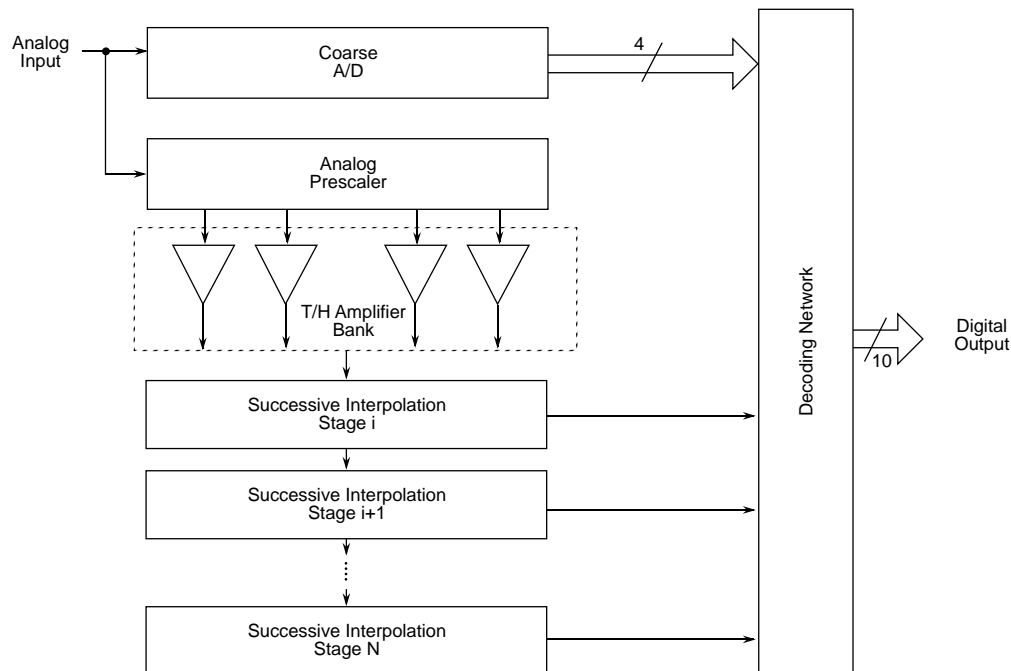 Analog
Input
Coarse
A/D
4
Analog
Prescaler
T/H Amplifier
Bank
Successive Interpolation
Stage i
Successive Interpolation
Stage i+1
Successive Interpolation
Stage N
Decoding Network
10
Digital
Output